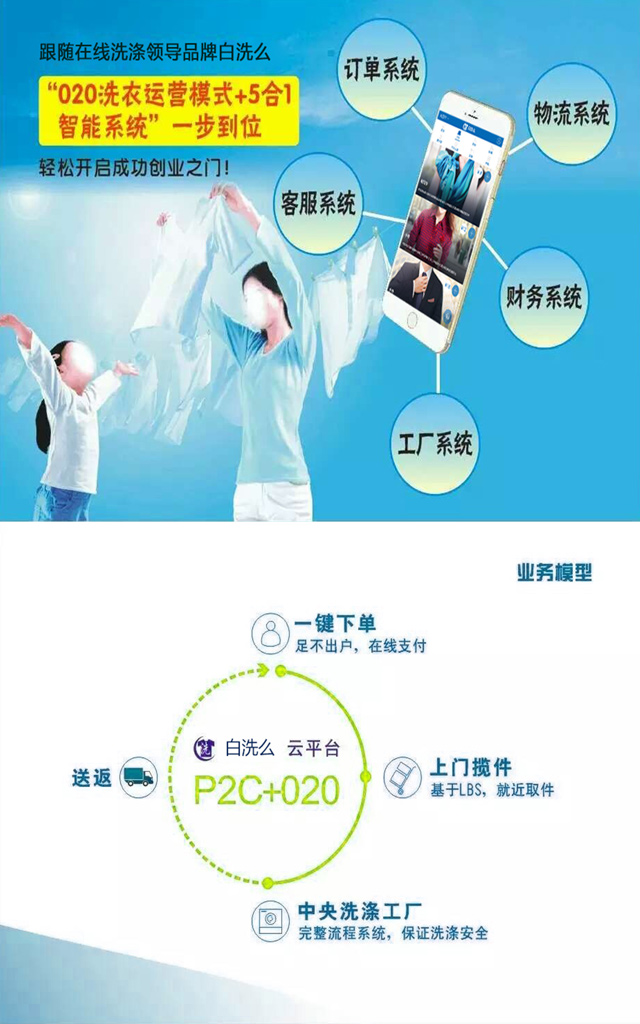 跟随在线洗涤领导品牌白洗么
“020洗衣运营模式+5合1
智能系统”一步到位
轻松开启成功创业之门!
订单系统
物流系统
客服系统
财务系统
工厂系统
业务模型
一键下单
足不出户，在线支付
白洗么 云平台
P2C+020
送返
上门揽件
基于LBS，就近取件
中央洗涤工厂
完整流程系统，保证洗涤安全